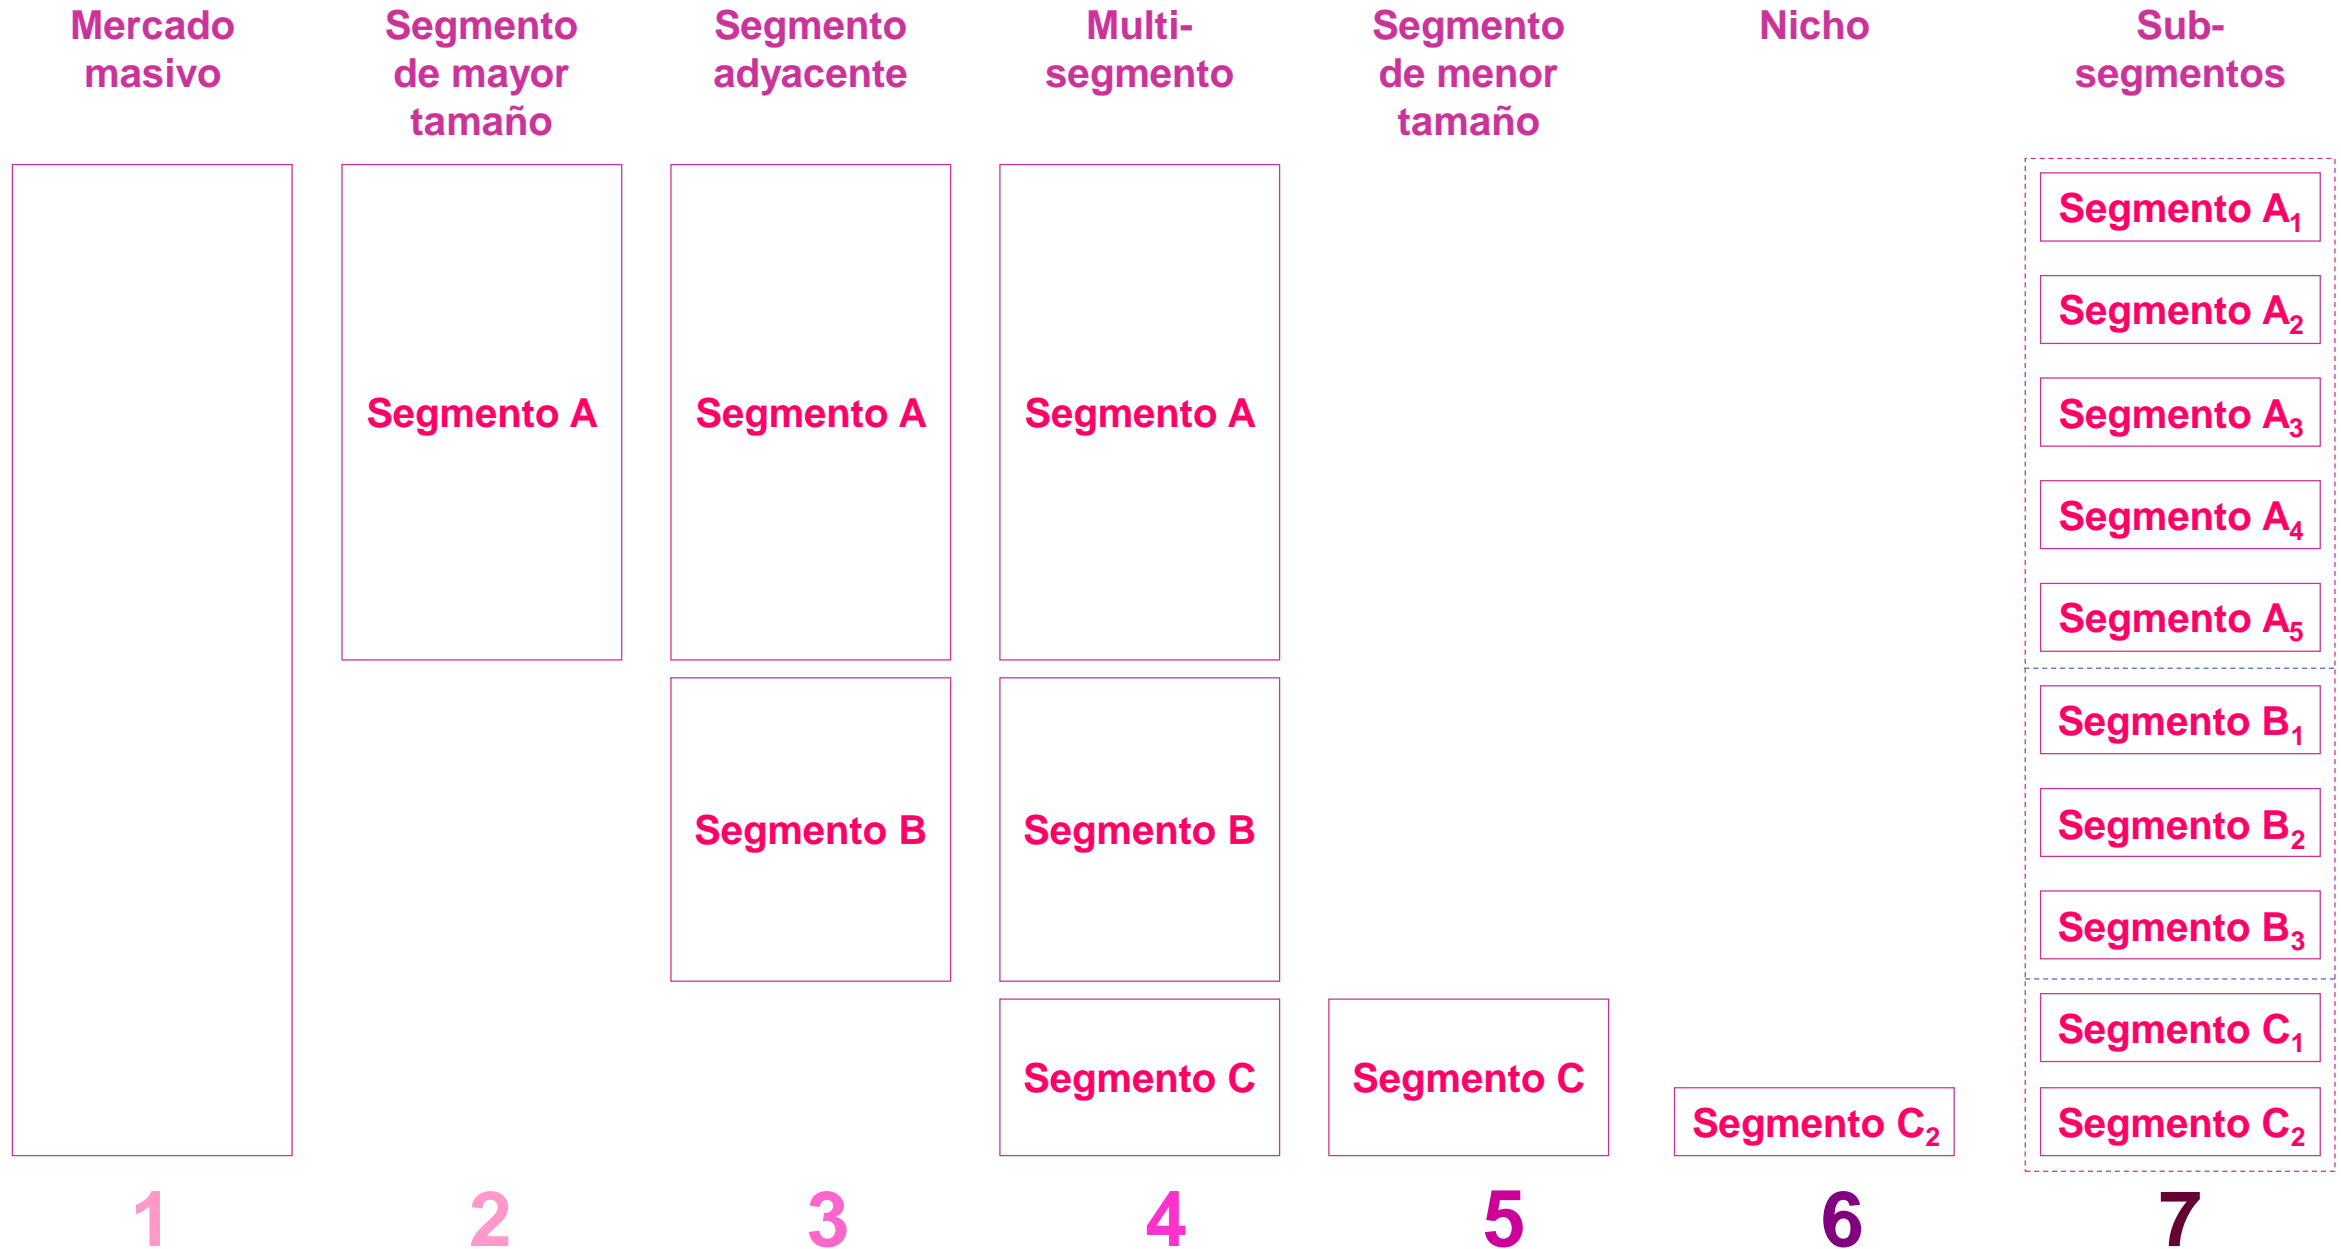 Mercado
masivo
Segmento
de mayor
tamaño
Segmento
adyacente
Multi-
segmento
Segmento
de menor
tamaño
Nicho
Sub-
segmentos
Segmento A
Segmento A
Segmento B
Segmento A
Segmento B
Segmento C
Segmento C
Segmento C₂
Segmento A₁
Segmento A₂
Segmento A₃
Segmento A₄
Segmento A₅
Segmento B₁
Segmento B₂
Segmento B₃
Segmento C₁
Segmento C₂
1
2
3
4
5
6
7